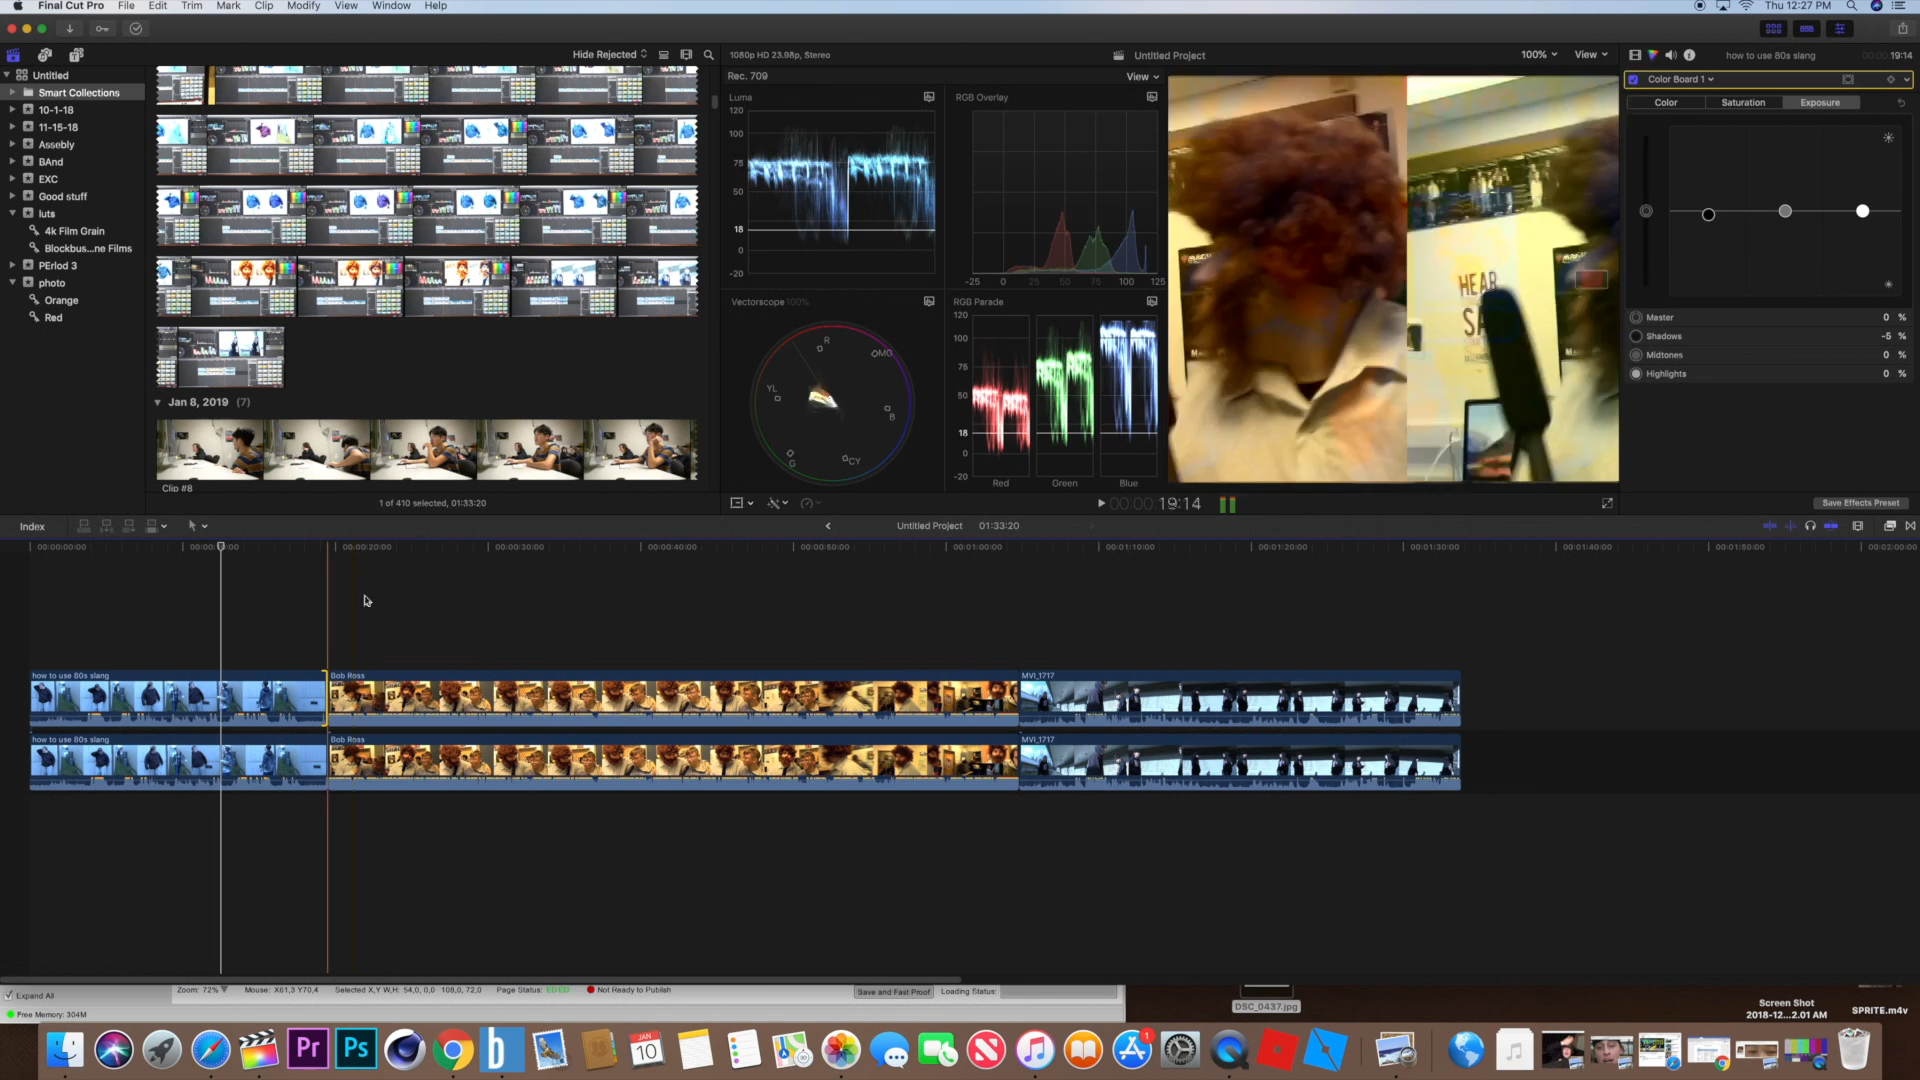 Final Cut Pro File Edit Trim Mark Clip Modify View Window Help
Thu 12:27 PM
Hide Rejected
1080p HD 23.98p, Stereo
Untitled Project
100%
View
how to use 80s slang
19:14
Untitled
Smart Collections
10-1-18
11-15-18
Assebly
BAnd
EXC
Good stuff
luts
4k Film Grain
Blockbus...ne Films
PEriod 3
photo
Orange
Red
Jan 8, 2019 (7)
Clip #8
1 of 410 selected, 01:33:20
Rec. 709
View
Luma
120
100
75
50
18
0
-20
RGB Overlay
-25 0 25 50 75 100 125
Vectorscope 100%
R
MG
B
CY
G
YL
RGB Parade
120
100
75
50
18
0
-20
Red Green Blue
HEAR
00:00:00:19:14
Color Board 1
Color Saturation Exposure
Master 0 %
Shadows -5 %
Midtones 0 %
Highlights 0 %
Save Effects Preset
Index
Untitled Project 01:33:20
00:00:00:00
00:00:20:00
00:00:30:00
00:00:40:00
00:00:50:00
00:01:00:00
00:01:10:00
00:01:20:00
00:01:30:00
00:01:40:00
00:01:50:00
00:02:00:00
how to use 80s slang
Bob Ross
MVI_1717
how to use 80s slang
Bob Ross
MVI_1717
Expand All
Zoom: 72%
Mouse: X61,3 Y70,4
Selected X,Y W,H: 54,0, 0,0 108,0, 72,0
Page Status: EDED
Not Ready to Publish
Save and Fast Proof
Loading Status:
Free Memory: 304M
DSC_0437.jpg
Screen Shot
2018-12...2.01 AM
SPRITE.m4v
Pr
Ps
b
JAN
10
1